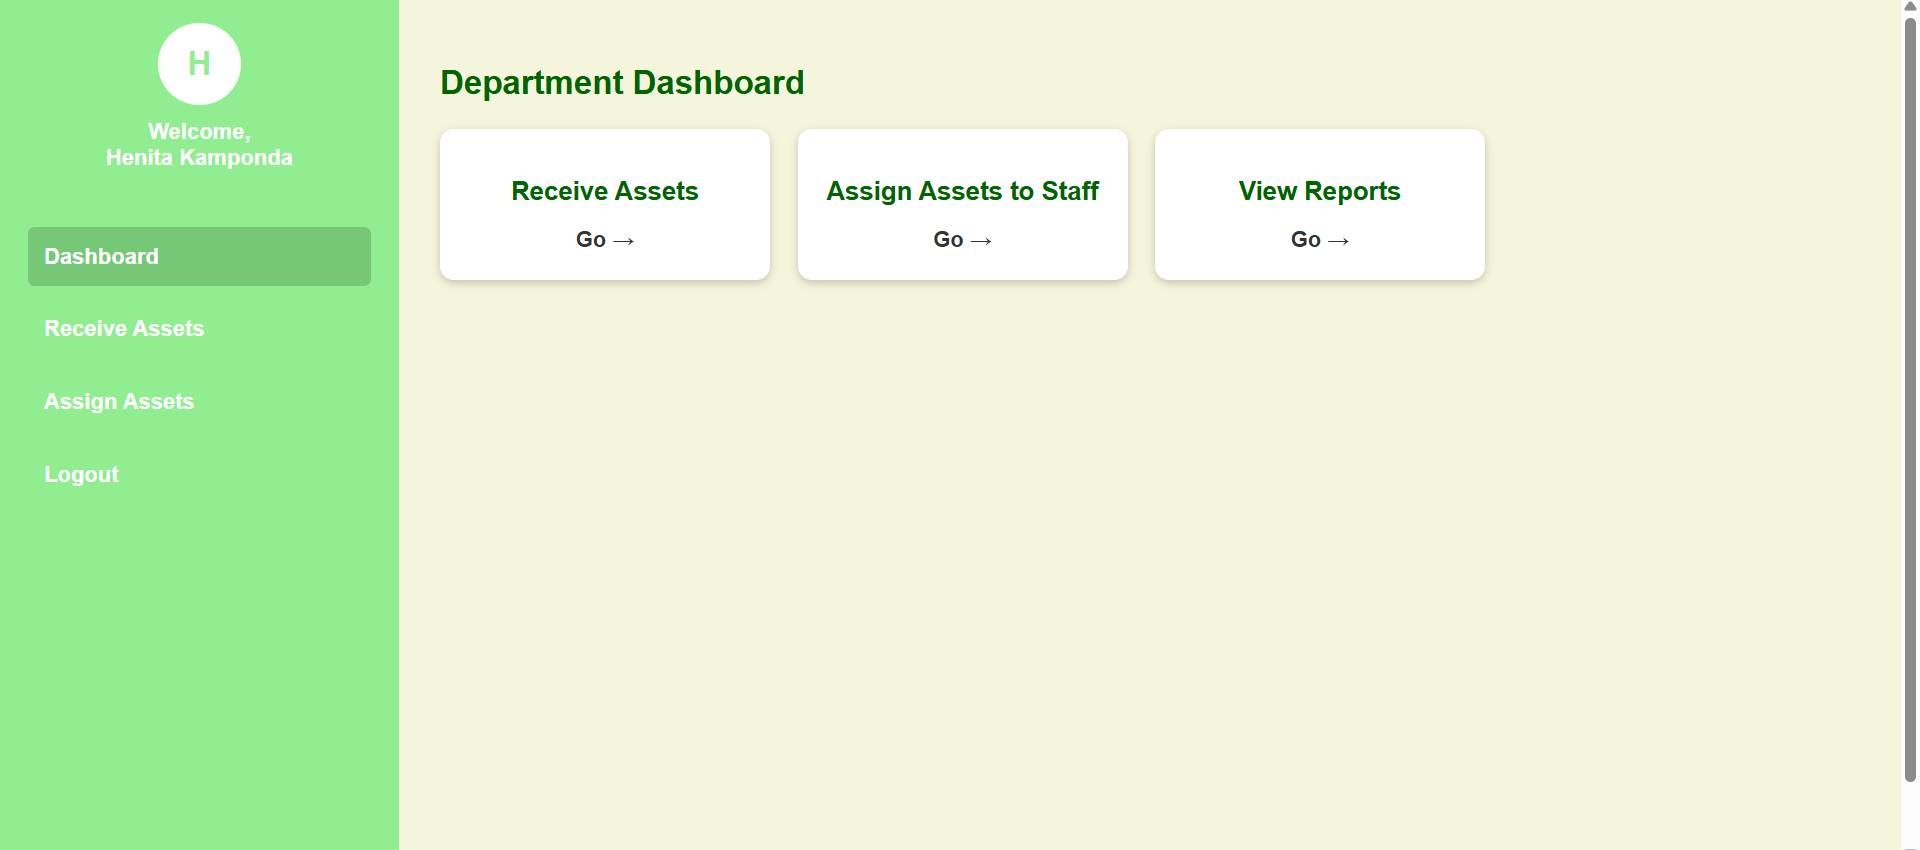 H
Welcome,
Henita Kamponda
Dashboard
Receive Assets
Assign Assets
Logout
Department Dashboard
Receive Assets
Go →
Assign Assets to Staff
Go →
View Reports
Go →